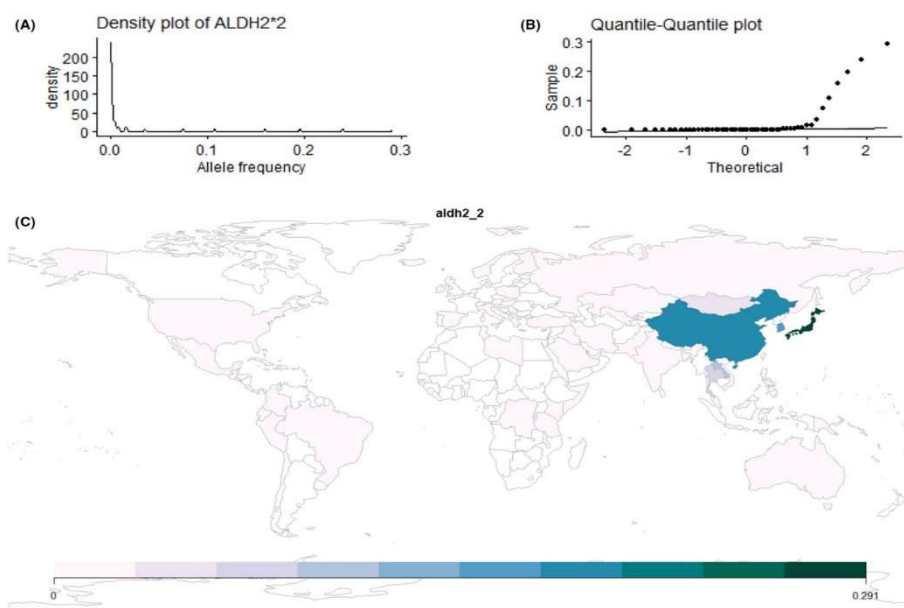 (A)
Density plot of ALDH2*2
density
200
150
100
50
0
0.0
0.1
0.2
0.3
Allele frequency
(B)
Quantile-Quantile plot
Sample
0.3
0.2
0.1
0.0
-2
-1
0
1
2
Theoretical
(C)
aldh2_2
0
0.291